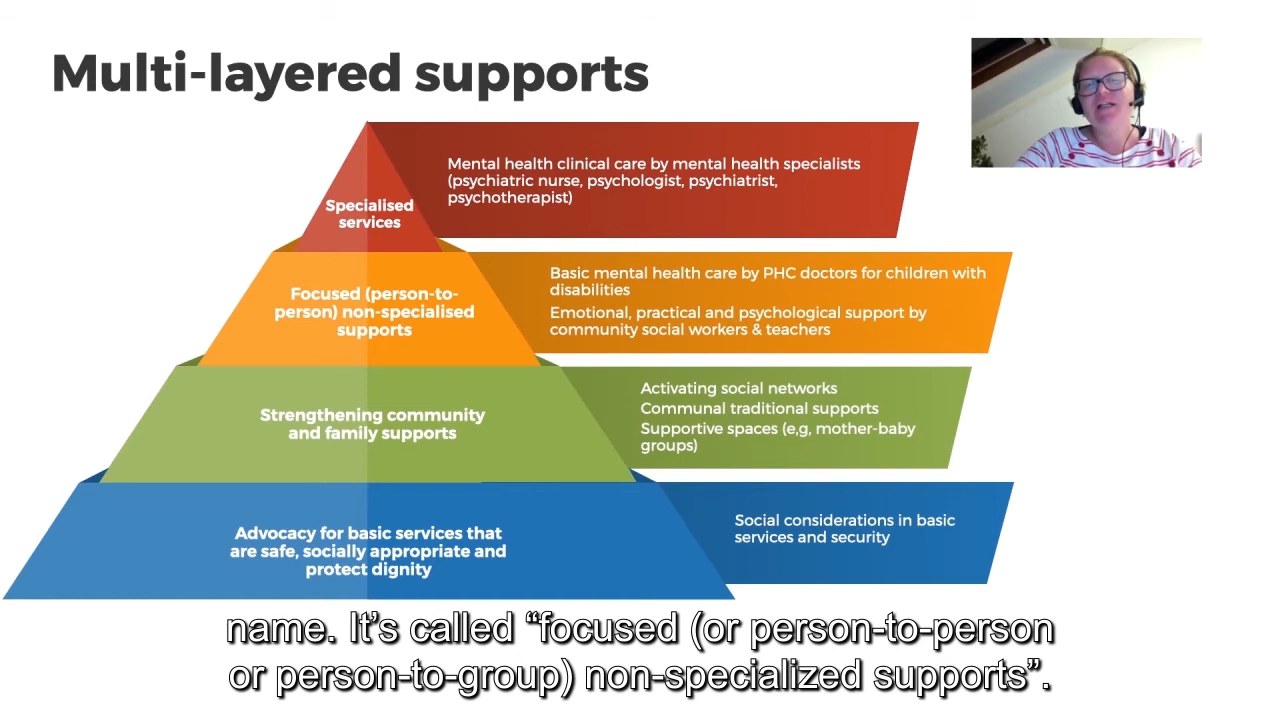 Multi-layered supports
Specialised
services
Mental health clinical care by mental health specialists
(psychiatric nurse, psychologist, psychiatrist,
psychotherapist)
Focused (person-to-
person) non-specialised
supports
Basic mental health care by PHC doctors for children with
disabilities
Emotional, practical and psychological support by
community social workers & teachers
Strengthening community
and family supports
Activating social networks
Communal traditional supports
Supportive spaces (e,g, mother-baby
groups)
Advocacy for basic services that
are safe, socially appropriate and
protect dignity
Social considerations in basic
services and security
name. It's called “focused (or person-to-person
or person-to-group) non-specialized supports”.